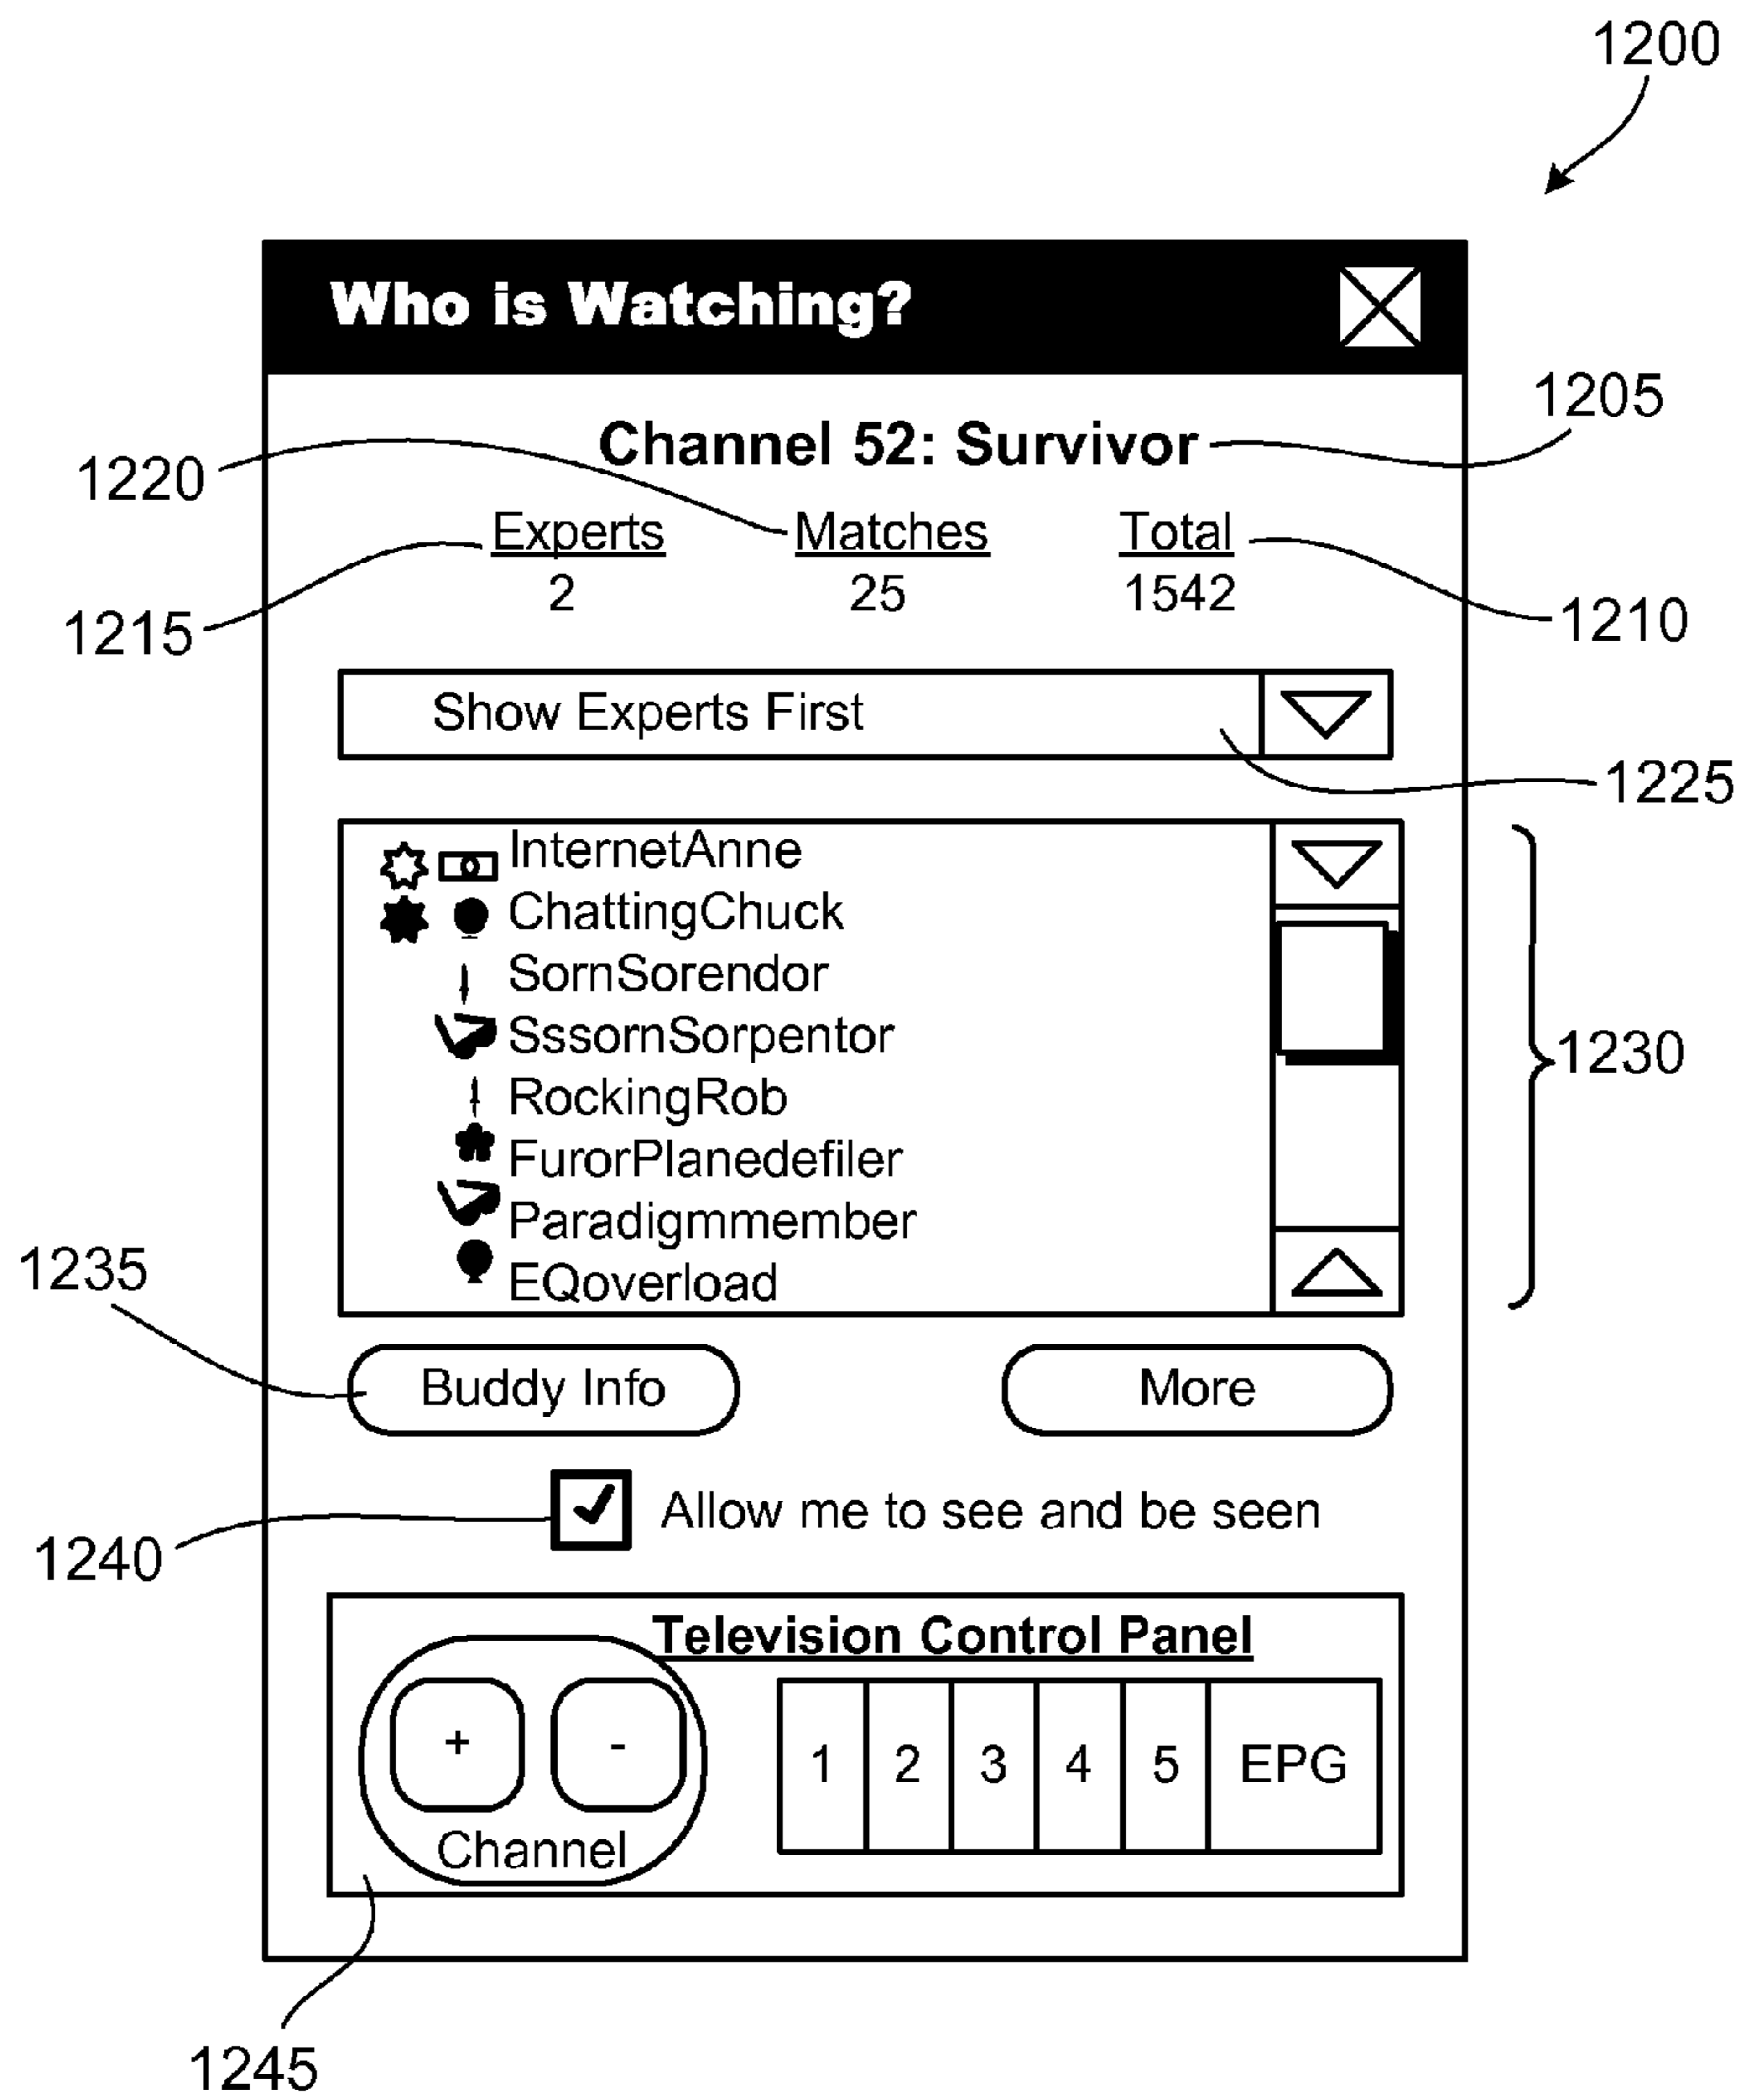 1200
Who is Watching?
1205
Channel 52: Survivor
1220
Experts Matches Total
2 25 1542
1215
1210
Show Experts First
1225
InternetAnne
ChattingChuck
SornSorendor
SssornSorpentor
1230
RockingRob
FurorPlanedefiler
Paradigmmember
1235
EQoverload
Buddy Info More
Allow me to see and be seen
1240
Television Control Panel
+ - 1 2 3 4 5 EPG
Channel
1245